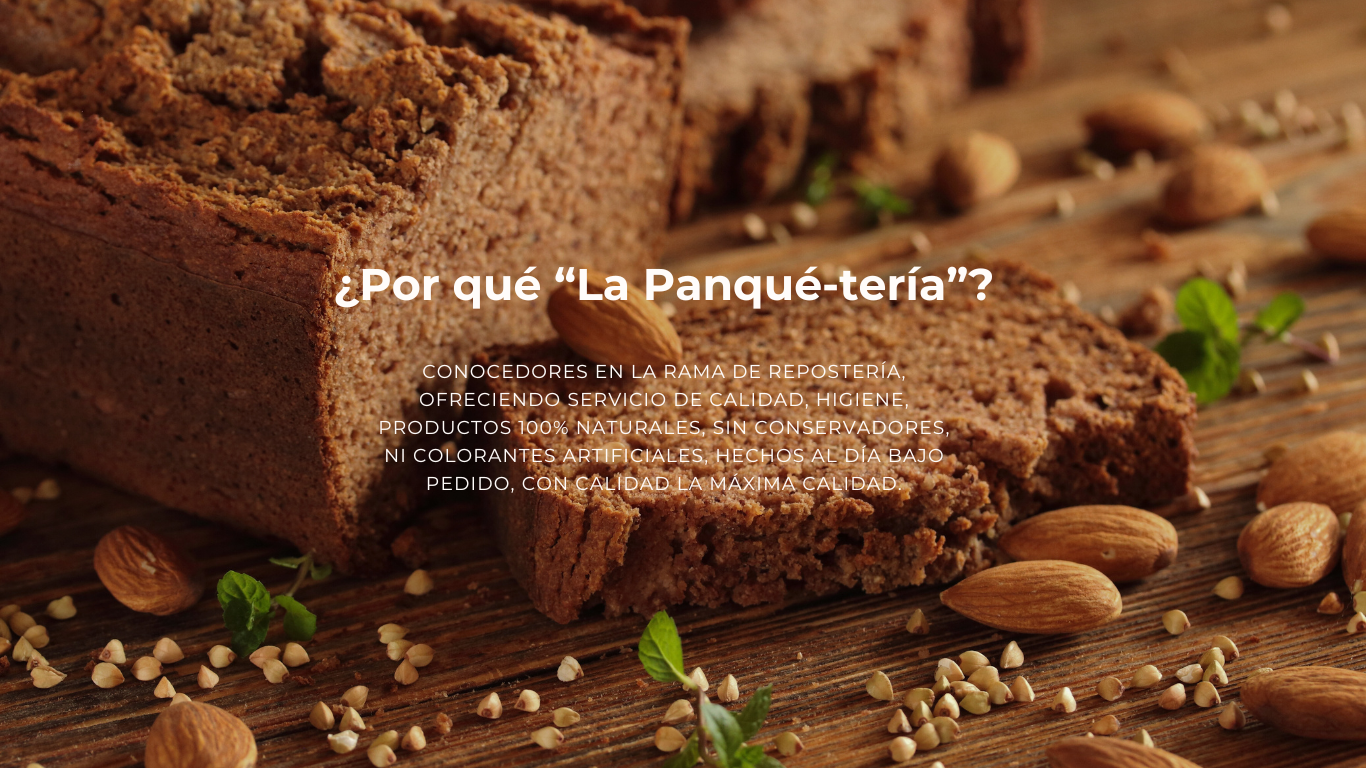 ¿Por qué “La Panqué-tería”?
CONOCEDORES EN LA RAMA DE REPOSTERÍA,
OFRECIENDO SERVICIO DE CALIDAD, HIGIENE,
PRODUCTOS 100% NATURALES, SIN CONSERVADORES,
NI COLORANTES ARTIFICIALES, HECHOS AL DÍA BAJO
PEDIDO, CON CALIDAD LA MÁXIMA CALIDAD.